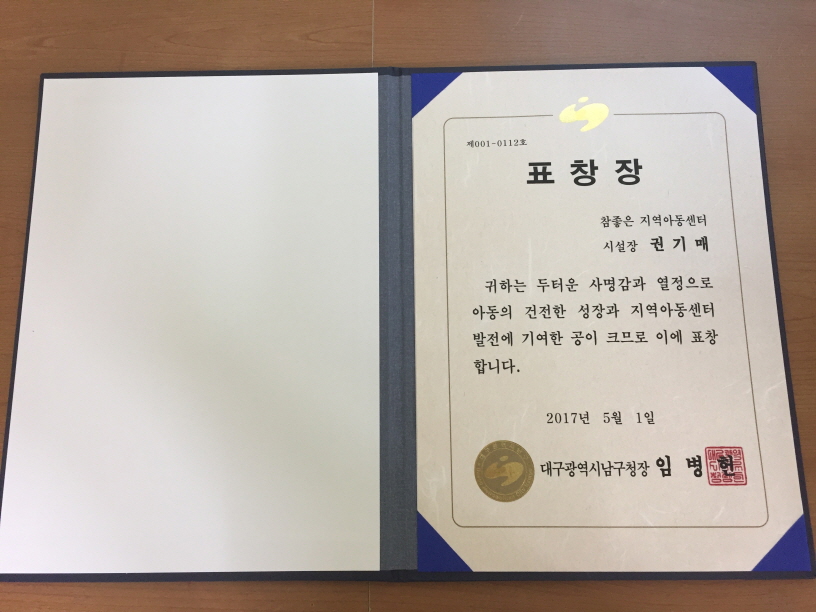 제001-0112호
표 창 장
참좋은 지역아동센터
시설장 권 기 매
귀하는 두터운 사명감과 열정으로
아동의 건전한 성장과 지역아동센터
발전에 기여한 공이 크므로 이에 표창
합니다.
2017년 5월 1일
대구광역시남구청장 임 병 헌